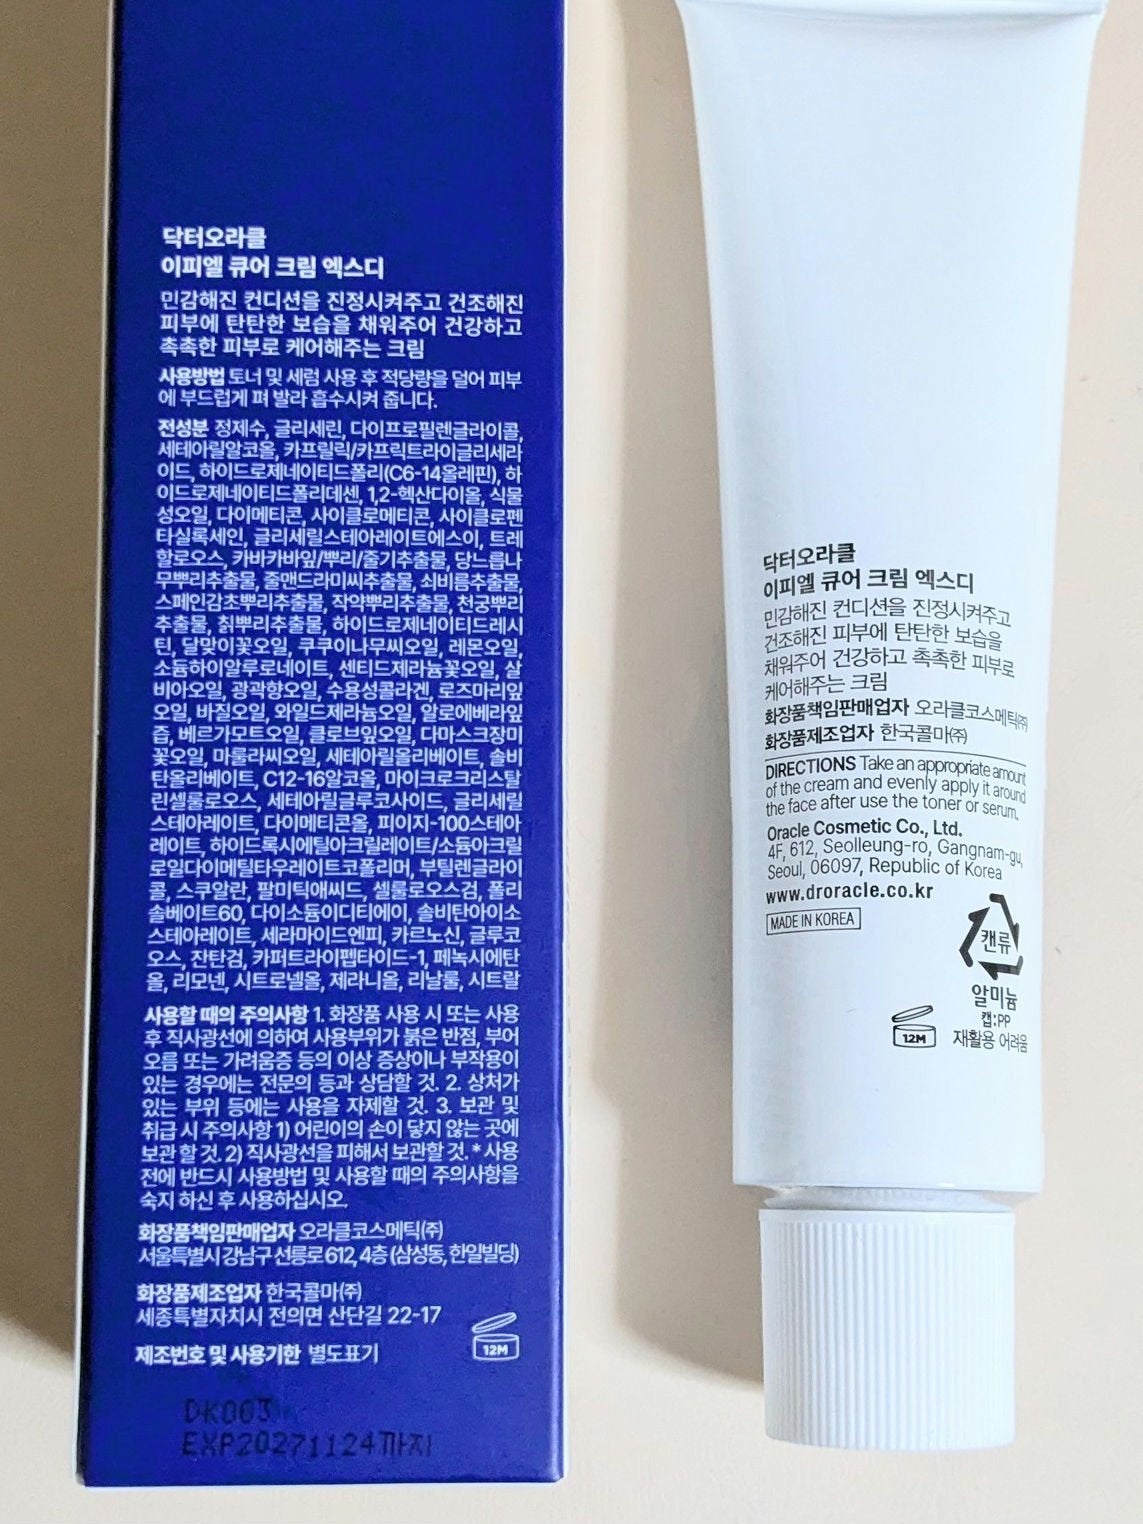 닥터오라클
이피엘 큐어 크림 엑스디
민감해진 컨디션을 진정시켜주고 건조해진
피부에 탄탄한 보습을 채워주어 건강하고
촉촉한 피부로 케어해주는 크림
사용방법 토너 및 세럼 사용 후 적당량을 덜어 피부
에 부드럽게 펴 발라 흡수시켜 줍니다.
전성분 정제수, 글리세린, 다이프로필렌글라이콜,
세테아릴알코올, 카프릴릭/카프릭트라이글리세라
이드, 하이드로제네이티드폴리(C6-14올레핀), 하
이드로제네이티드폴리데센, 1,2-헥산다이올, 식물
성오일, 다이메티콘, 사이클로메티콘, 사이클로펜
타실록세인, 글리세릴스테아레이트에스이, 트레
할로오스, 카바카바잎/뿌리/줄기추출물, 당느릅나
무뿌리추출물, 줄맨드라미씨추출물, 쇠비름추출물,
스페인감초뿌리추출물, 작약뿌리추출물, 천궁뿌리
추출물, 칡뿌리추출물, 하이드로제네이티드레시
틴, 달맞이꽃오일, 쿠쿠이나무씨오일, 레몬오일,
소듐하이알루로네이트, 센티드제라늄꽃오일, 살
비아오일, 광곽향오일, 수용성콜라겐, 로즈마리잎
오일, 바질오일, 와일드제라늄오일, 알로에베라잎
즙, 베르가모트오일, 클로브잎오일, 다마스크장미
꽃오일, 마룰라씨오일, 세테아릴올리베이트, 솔비
탄올리베이트, C12-16알코올, 마이크로크리스탈
린셀룰로오스, 세테아릴글루코사이드, 글리세릴
스테아레이트, 다이메티콘올, 피이지-100스테아
레이트, 하이드록시에틸아크릴레이트/소듐아크릴
로일다이메틸타우레이트코폴리머, 부틸렌글라이
콜, 스쿠알란, 팔미틱애씨드, 셀룰로오스검, 폴리
솔베이트60, 다이소듐이디티에이, 솔비탄아이소
스테아레이트, 세라마이드엔피, 카르노신, 글루코
오스, 잔탄검, 카퍼트라이펩타이드-1, 페녹시에탄
올, 리모넨, 시트로넬올, 제라니올, 리날룰, 시트랄
사용할 때의 주의사항 1. 화장품 사용 시 또는 사용
후 직사광선에 의하여 사용부위가 붉은 반점, 부어
오름 또는 가려움증 등의 이상 증상이나 부작용이
있는 경우에는 전문의 등과 상담할 것. 2. 상처가
있는 부위 등에는 사용을 자제할 것. 3. 보관 및
취급 시 주의사항 1) 어린이의 손이 닿지 않는 곳에
보관할 것. 2) 직사광선을 피해서 보관할 것. * 사용
전에 반드시 사용방법 및 사용할 때의 주의사항을
숙지 하신 후 사용하십시오.
화장품책임판매업자 오라클코스메틱(주)
서울특별시 강남구 선릉로 612, 4층 (삼성동, 한일빌딩)
화장품제조업자 한국콜마(주)
세종특별자치시 전의면 산단길 22-17
제조번호 및 사용기한 별도표기
12M
DK003
EXP20271124까지
닥터오라클
이피엘 큐어 크림 엑스디
민감해진 컨디션을 진정시켜주고
건조해진 피부에 탄탄한 보습을
채워주어 건강하고 촉촉한 피부로
케어해주는 크림
화장품책임판매업자 오라클코스메틱㈜
화장품제조업자 한국콜마㈜
DIRECTIONS Take an appropriate amount
of the cream and evenly apply it around
the face after use the toner or serum.
Oracle Cosmetic Co., Ltd.
4F, 612, Seolleung-ro, Gangnam-gu,
Seoul, 06097, Republic of Korea
www.droracle.co.kr
MADE IN KOREA
캔류
알미늄
캡:PP
재활용 어려움
12M